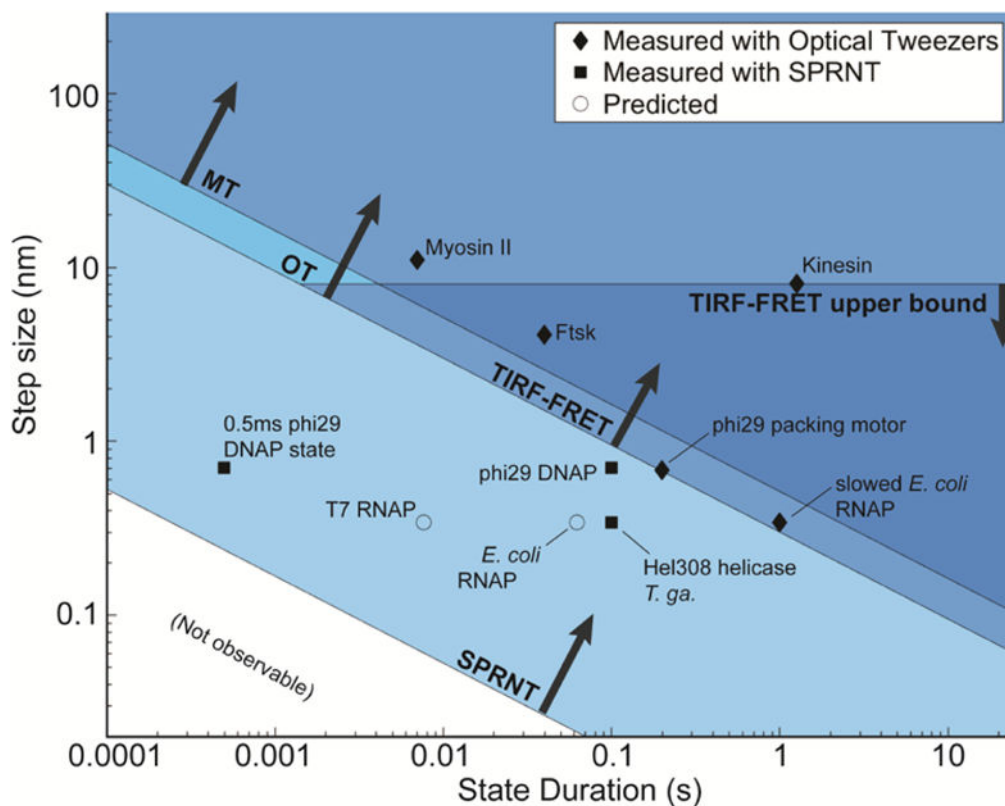 Measured with Optical Tweezers
Measured with SPRNT
Predicted
Step size (nm)
100
10
1
0.1
MT
OT
Myosin II
Kinesin
TIRF-FRET upper bound
Ftsk
TIRF-FRET
0.5ms phi29
DNAP state
phi29 DNAP
phi29 packing motor
T7 RNAP
slowed E. coli
RNAP
E. coli
RNAP
Hel308 helicase
T. ga.
(Not observable)
SPRNT
0.0001
0.001
0.01
0.1
1
10
State Duration (s)